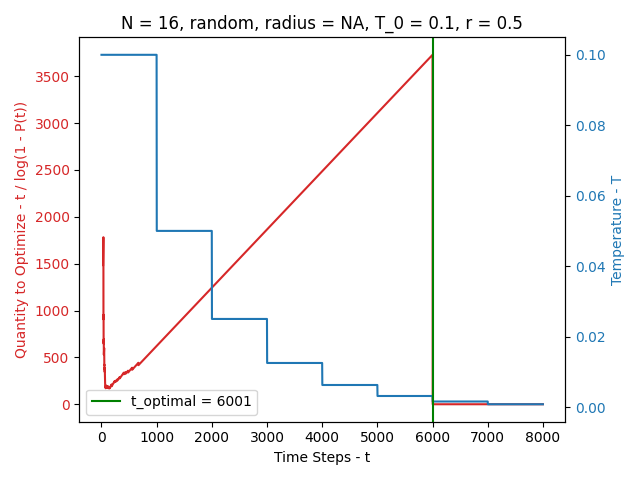 N = 16, random, radius = NA, T_0 = 0.1, r = 0.5
Quantity to Optimize - t / log(1 - P(t))
3500
3000
2500
2000
1500
1000
500
0
0.10
0.08
0.06
0.04
0.02
0.00
Temperature - T
t_optimal = 6001
0 1000 2000 3000 4000 5000 6000 7000 8000
Time Steps - t